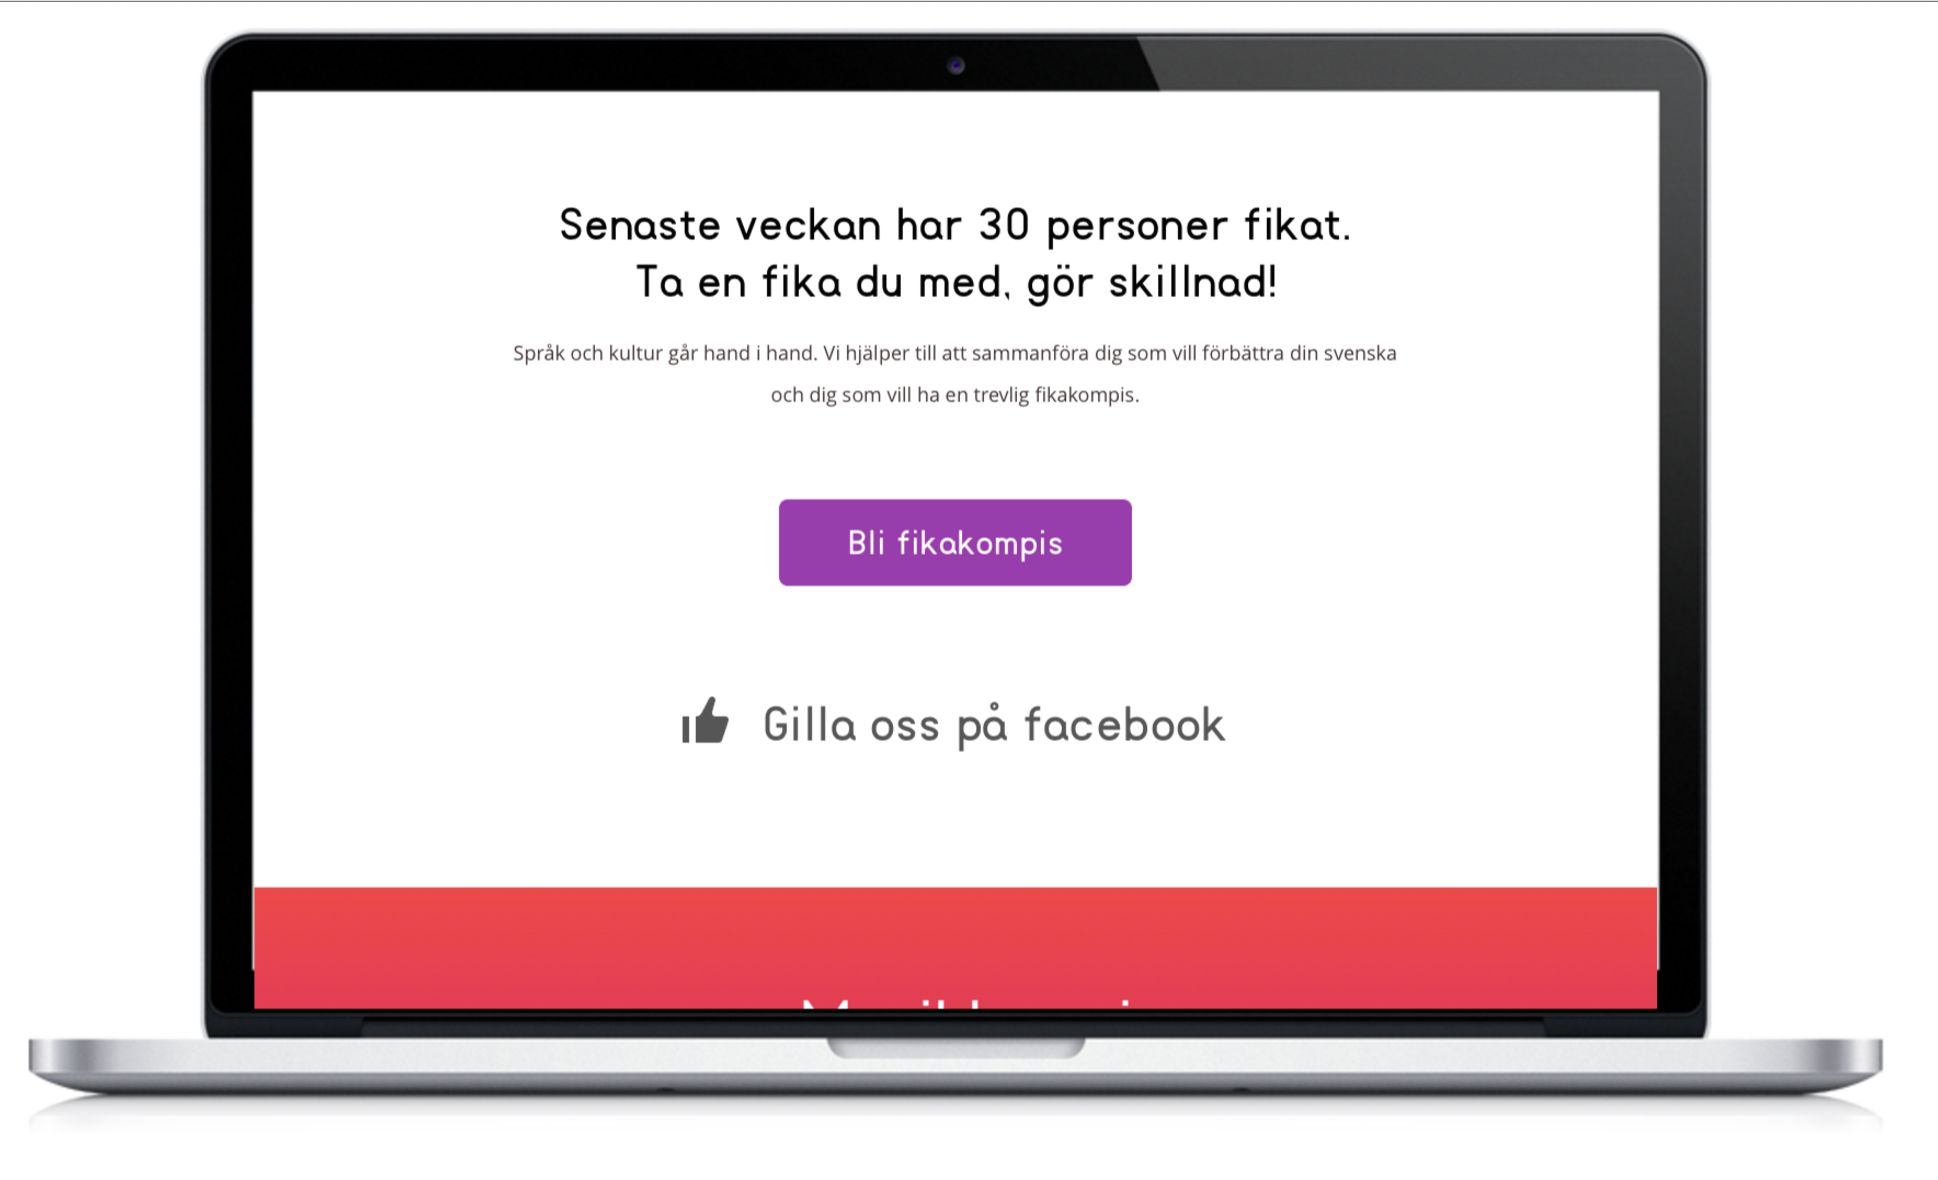 Senaste veckan har 30 personer fikat.
Ta en fika du med, gör skillnad!
Språk och kultur går hand i hand. Vi hjälper till att sammanföra dig som vill förbättra din svenska
och dig som vill ha en trevlig fikakompis.
Bli fikakompis
Gilla oss på facebook